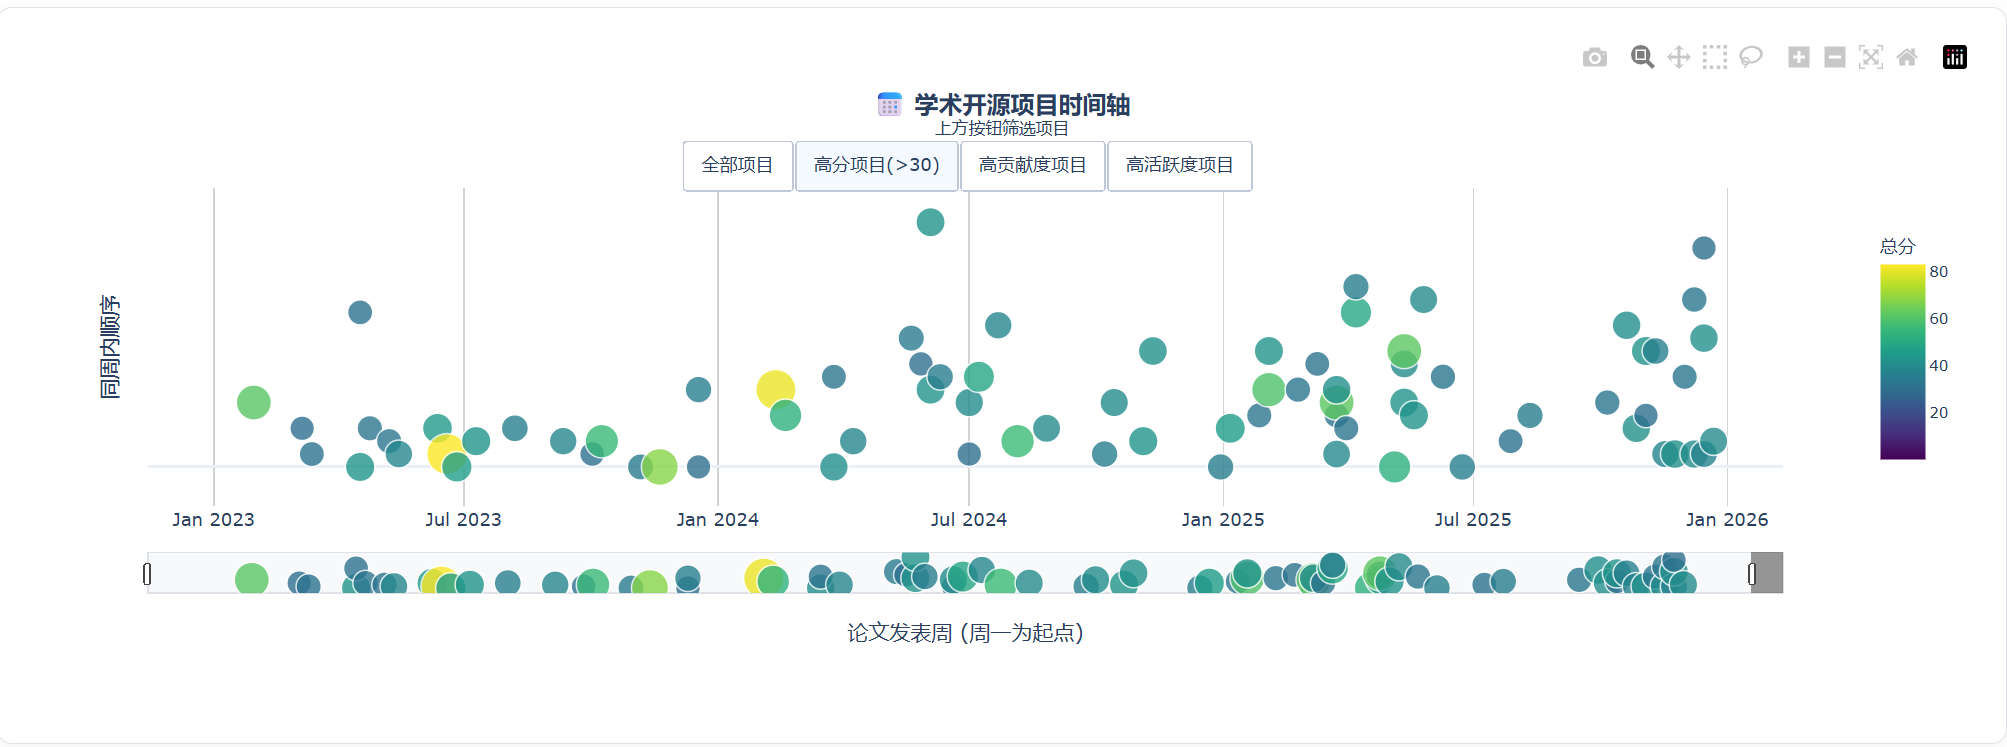 学术开源项目时间轴
上方按钮筛选项目
全部项目
高分项目(>30)
高贡献度项目
高活跃度项目
同周内顺序
总分
80
60
40
20
Jan 2023
Jul 2023
Jan 2024
Jul 2024
Jan 2025
Jul 2025
Jan 2026
论文发表周 (周一为起点)